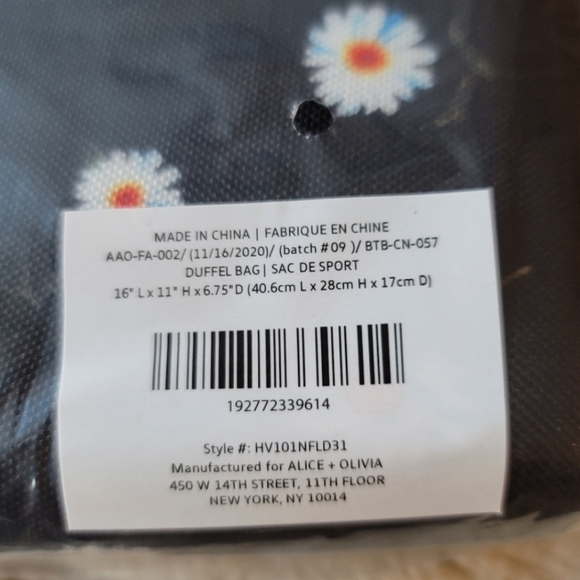 MADE IN CHINA | FABRIQUE EN CHINE
AAO-FA-002/ (11/16/2020)/ (batch #09 )/ BTB-CN-057
DUFFEL BAG| SAC DE SPORT
16" L x 11" H x 6.75"D (40.6cm L x 28cm H x 17cm D)
192772339614
Style #: HV101NFLD31
Manufactured for ALICE + OLIVIA
450 W 14TH STREET, 11TH FLOOR
NEW YORK, NY 10014